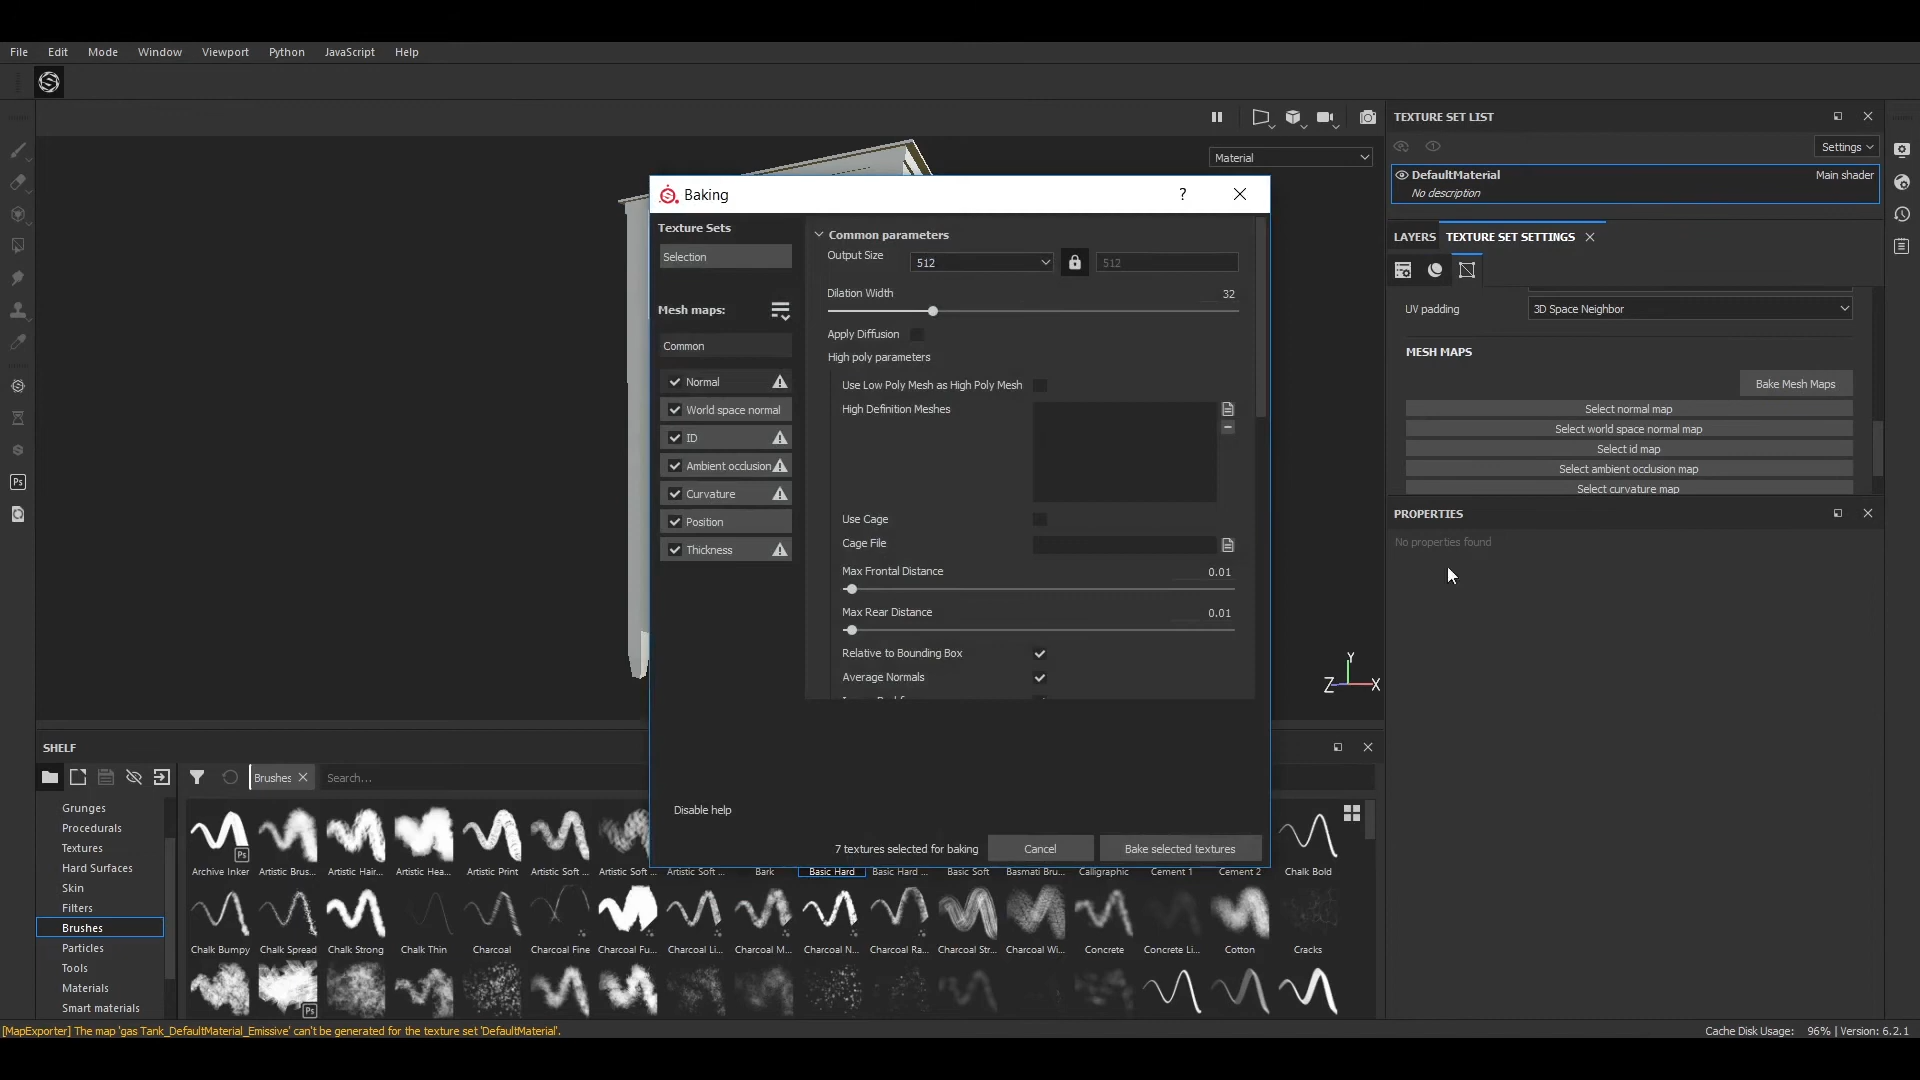 File Edit Mode Window Viewport Python JavaScript Help
TEXTURE SET LIST
Settings
Material
DefaultMaterial Main shader
No description
LAYERS TEXTURE SET SETTINGS
UV padding 3D Space Neighbor
MESH MAPS
Bake Mesh Maps
Select normal map
Select world space normal map
Select id map
Select ambient occlusion map
Select curvature map
PROPERTIES
No properties found
Baking ?
Texture Sets
Selection
Mesh maps:
Common
Normal
World space normal
ID
Ambient occlusion
Curvature
Position
Thickness
Common parameters
Output Size 512 512
Dilation Width 32
Apply Diffusion
High poly parameters
Use Low Poly Mesh as High Poly Mesh
High Definition Meshes
Use Cage
Cage File
Max Frontal Distance 0.01
Max Rear Distance 0.01
Relative to Bounding Box
Average Normals
Disable help
7 textures selected for baking Cancel Bake selected textures
Y
Z X
SHELF
Brushes Search...
Grunges
Procedurals
Textures
Hard Surfaces
Skin
Filters
Brushes
Particles
Tools
Materials
Smart materials
Ps
Ps
Ps
Archive Inker Artistic Brus... Artistic Hair... Artistic Hea... Artistic Print Artistic Soft ... Artistic Soft ... Artistic Soft ... Bark Basic Hard Basic Hard ... Basic Soft Basmati Bru... Calligraphic Cement 1 Cement 2 Chalk Bold
Chalk Bumpy Chalk Spread Chalk Strong Chalk Thin Charcoal Charcoal Fine Charcoal Fu... Charcoal Li... Charcoal M... Charcoal N... Charcoal Ra... Charcoal Str... Charcoal Wi... Concrete Concrete Li... Cotton Cracks
[MapExporter] The map 'gas Tank_DefaultMaterial_Emissive' can't be generated for the texture set 'DefaultMaterial'.
Cache Disk Usage: 96% | Version: 6.2.1